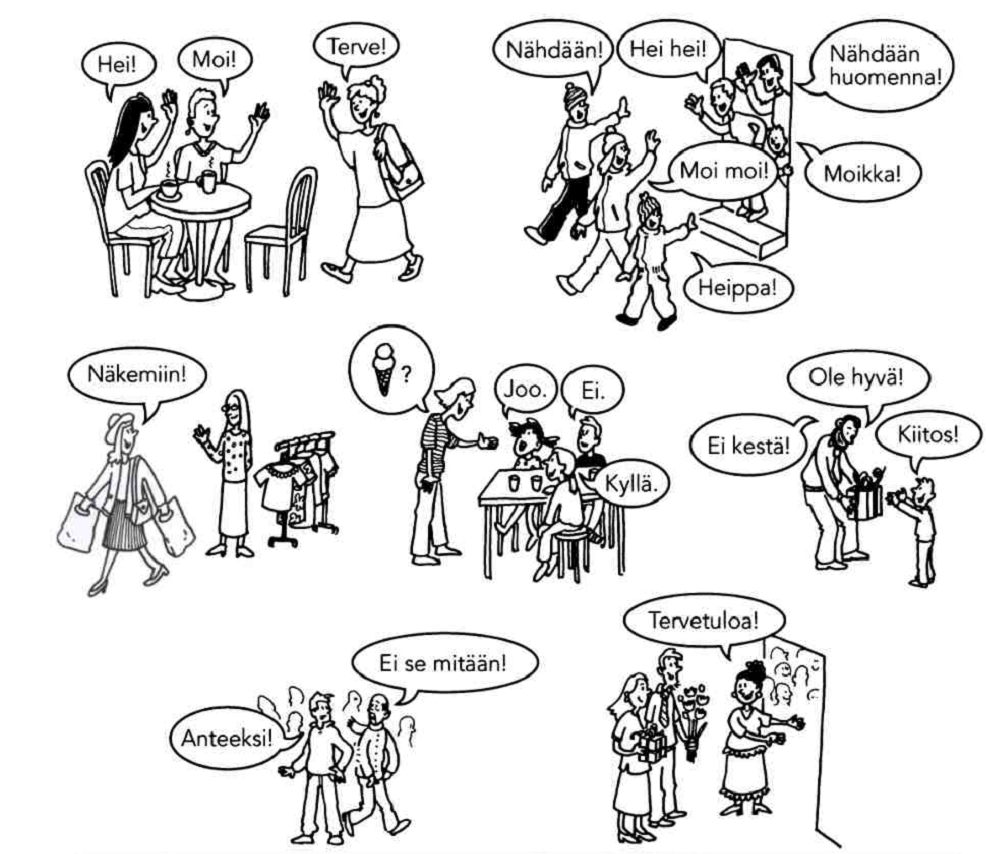 Hei!
Moi!
Terve!
Nähdään!
Hei hei!
Nähdään
huomenna!
Moi moi!
Moikka!
Heippa!
Näkemiin!
?
Joo.
Ei.
Kyllä.
Ole hyvä!
Ei kestä!
Kiitos!
Anteeksi!
Ei se mitään!
Tervetuloa!